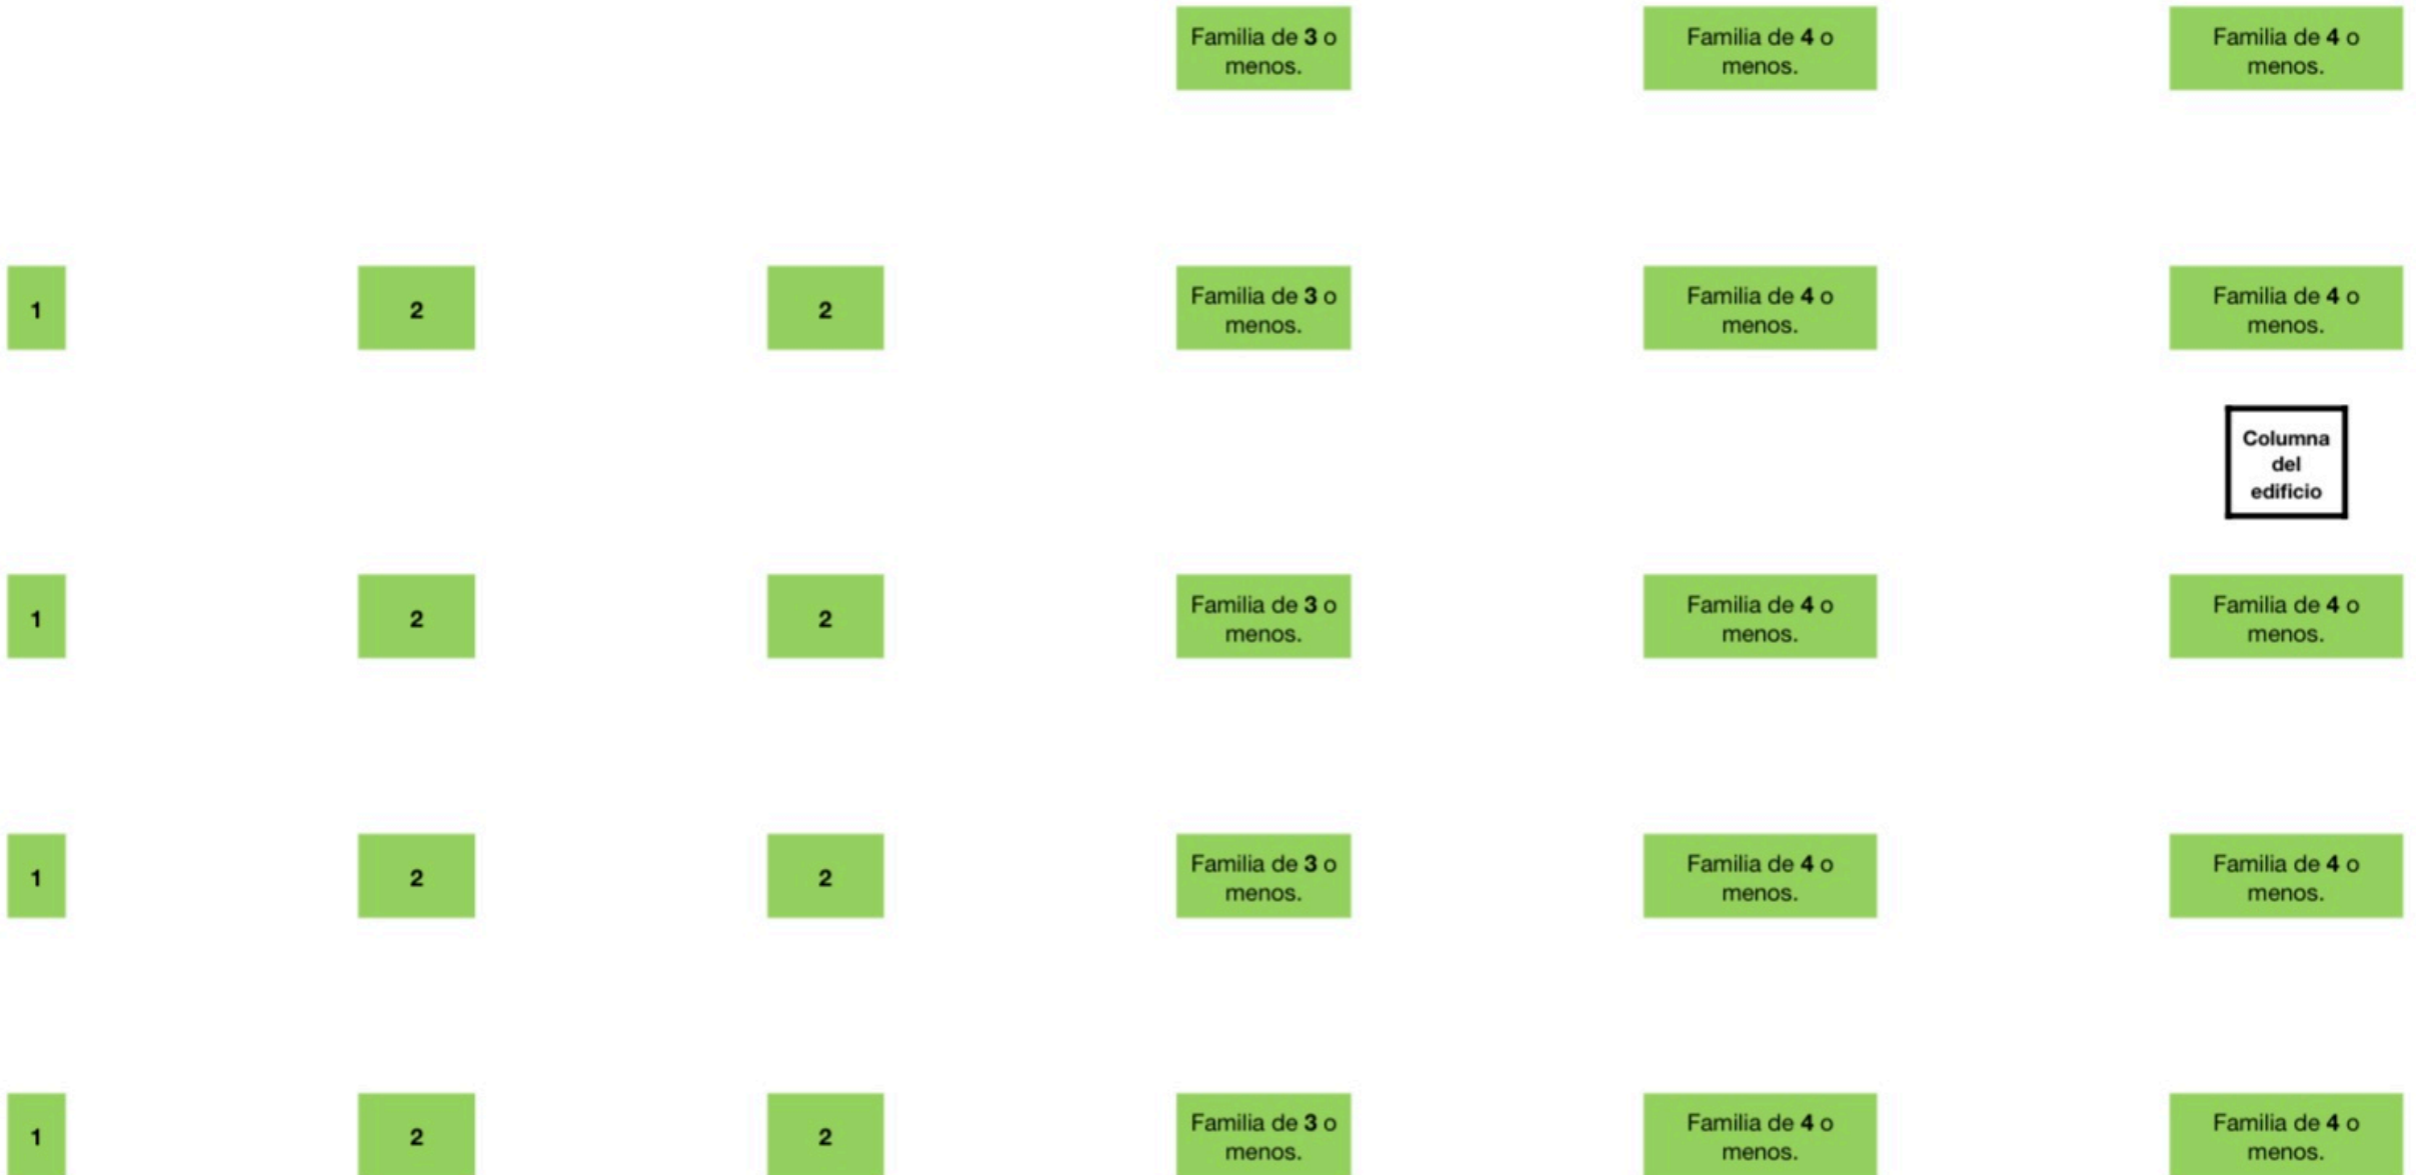 Familia de 3 o
menos.
Familia de 4 o
menos.
Familia de 4 o
menos.
1
2
2
Familia de 3 o
menos.
Familia de 4 o
menos.
Familia de 4 o
menos.
Columna
del
edificio
1
2
2
Familia de 3 o
menos.
Familia de 4 o
menos.
Familia de 4 o
menos.
1
2
2
Familia de 3 o
menos.
Familia de 4 o
menos.
Familia de 4 o
menos.
1
2
2
Familia de 3 o
menos.
Familia de 4 o
menos.
Familia de 4 o
menos.